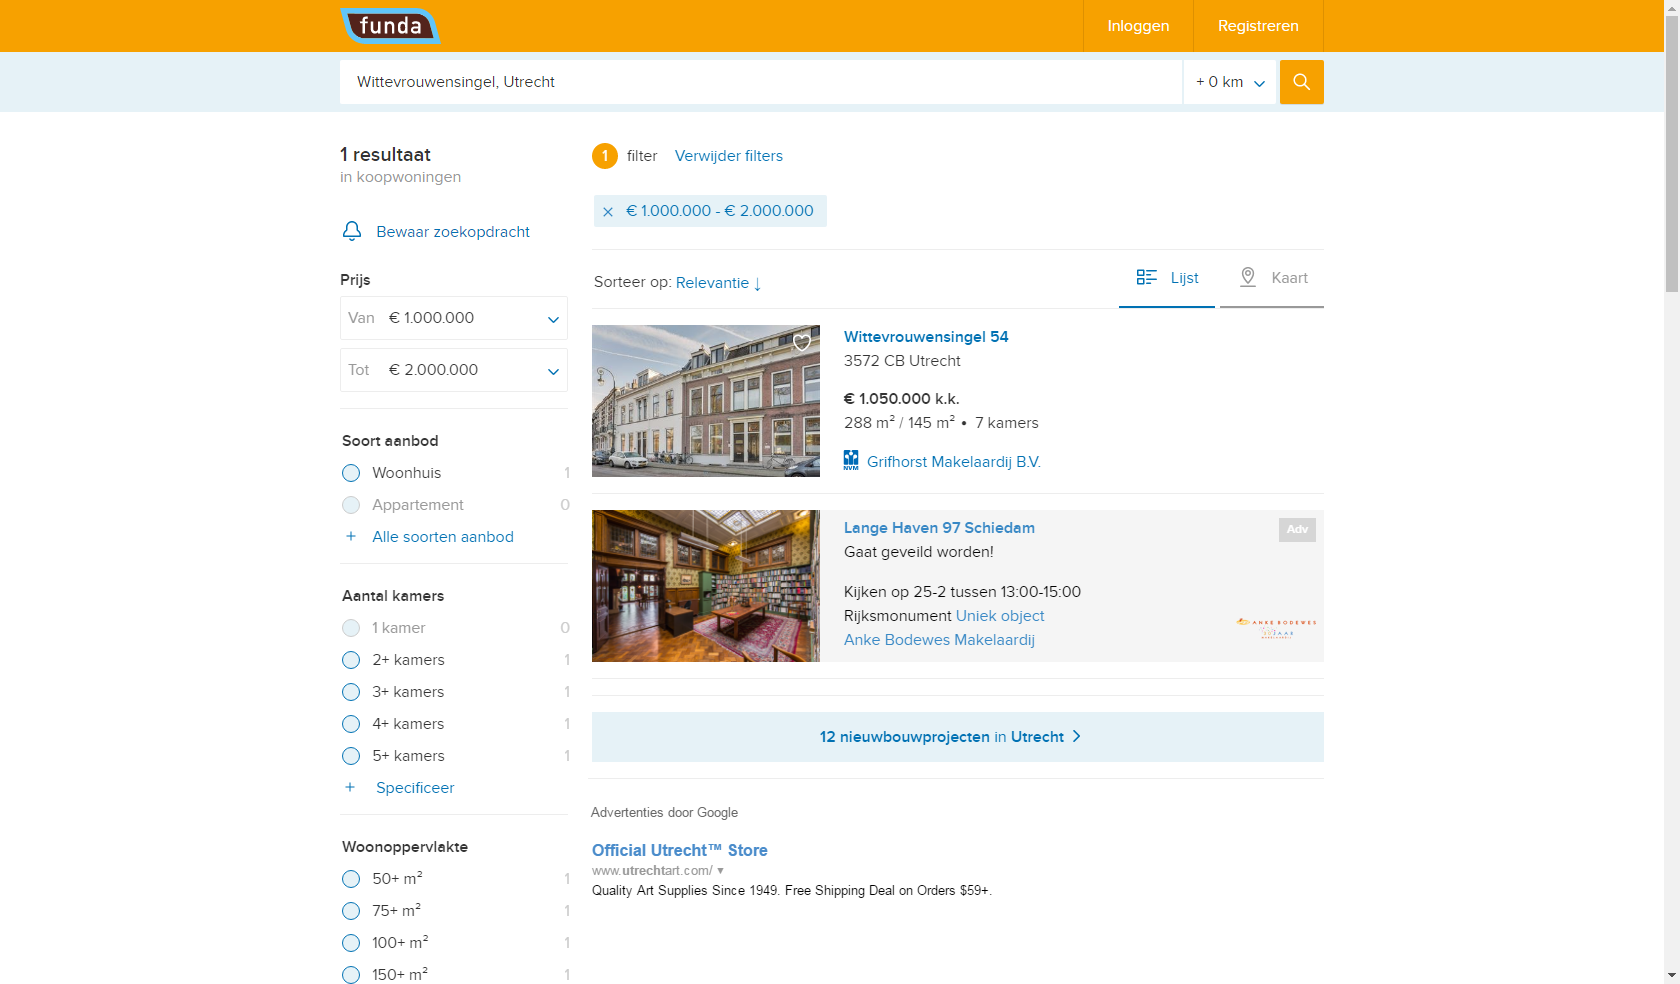 funda
Inloggen
Registreren
Wittevrouwensingel, Utrecht
+ 0 km
1 resultaat
in koopwoningen
Bewaar zoekopdracht
Prijs
Van € 1.000.000
Tot € 2.000.000
Soort aanbod
Woonhuis 1
Appartement 0
+ Alle soorten aanbod
Aantal kamers
1 kamer 0
2+ kamers 1
3+ kamers 1
4+ kamers 1
5+ kamers 1
+ Specificeer
Woonoppervlakte
50+ m² 1
75+ m² 1
100+ m² 1
150+ m² 1
1 filter Verwijder filters
× € 1.000.000 - € 2.000.000
Sorteer op: Relevantie ↓
Lijst
Kaart
Wittevrouwensingel 54
3572 CB Utrecht
€ 1.050.000 k.k.
288 m² / 145 m² • 7 kamers
NVM Grifhorst Makelaardij B.V.
Lange Haven 97 Schiedam
Adv
Gaat geveild worden!
Kijken op 25-2 tussen 13:00-15:00
Rijksmonument Uniek object
Anke Bodewes Makelaardij
ANKE BODEWES
12 nieuwbouwprojecten in Utrecht >
Advertenties door Google
Official Utrecht™ Store
www.utrechtart.com/ ▼
Quality Art Supplies Since 1949. Free Shipping Deal on Orders $59+.